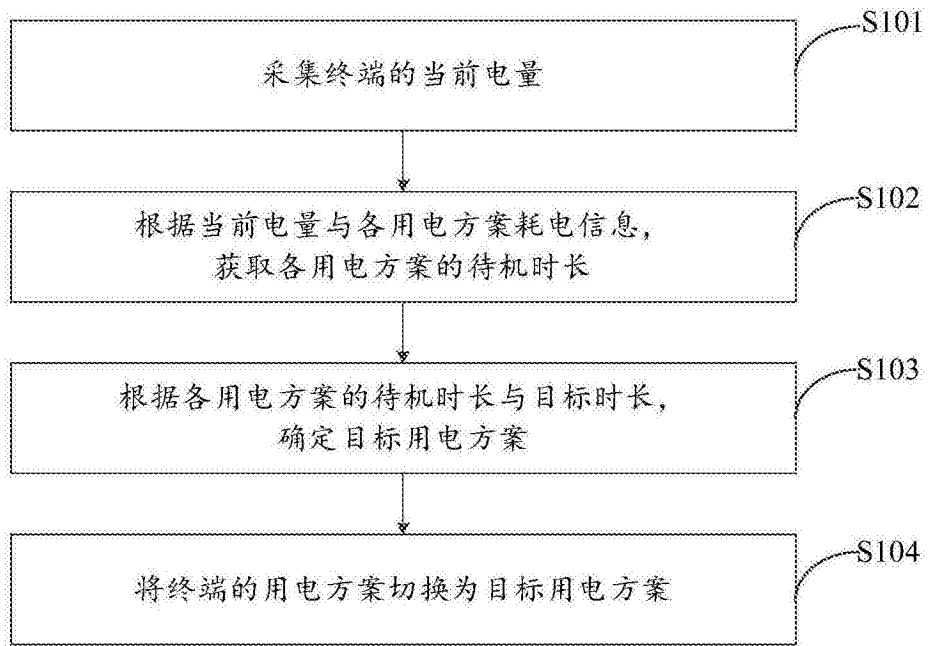 S101
采集终端的当前电量
S102
根据当前电量与各用电方案耗电信息，
获取各用电方案的待机时长
S103
根据各用电方案的待机时长与目标时长，
确定目标用电方案
S104
将终端的用电方案切换为目标用电方案